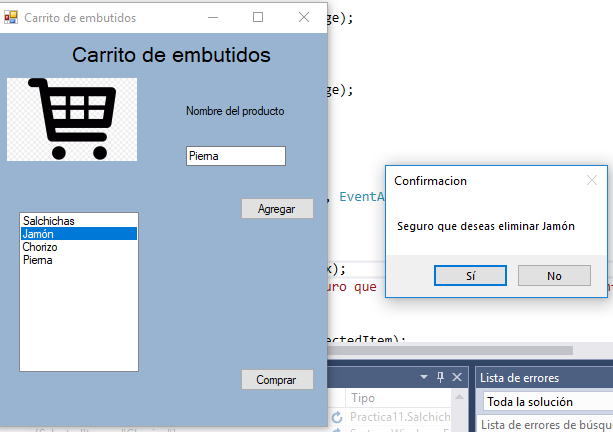 Carrito de embutidos
Carrito de embutidos
Nombre del producto
Pierna
Agregar
Salchichas
Jamón
Chorizo
Pierna
Comprar
ge);
ge);
, EventA
x);
uro que
ectedItem);
Confirmacion
Seguro que deseas eliminar Jamón
Sí
No
Tipo
Practica11.Salchich
Lista de errores
Toda la solución
Lista de errores de búsqu